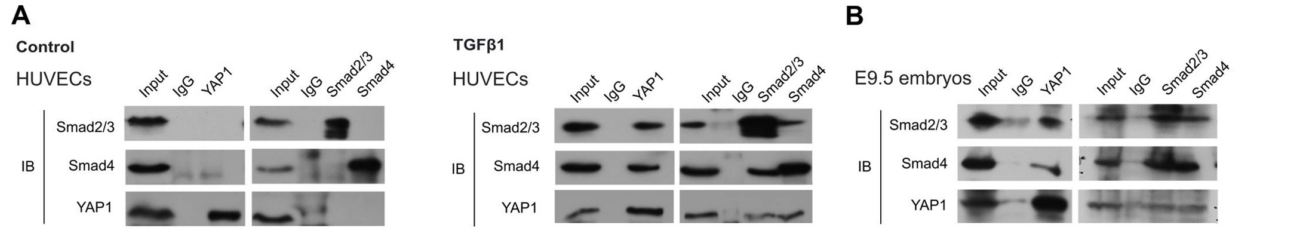 A
Control
HUVECs
Input IgG YAP1
Input IgG Smad2/3 Smad4
IB
Smad2/3
Smad4
YAP1
TGFβ1
HUVECs
Input IgG YAP1
Input IgG Smad2/3 Smad4
IB
Smad2/3
Smad4
YAP1
B
E9.5 embryos
Input IgG YAP1
Input IgG Smad2/3 Smad4
IB
Smad2/3
Smad4
YAP1